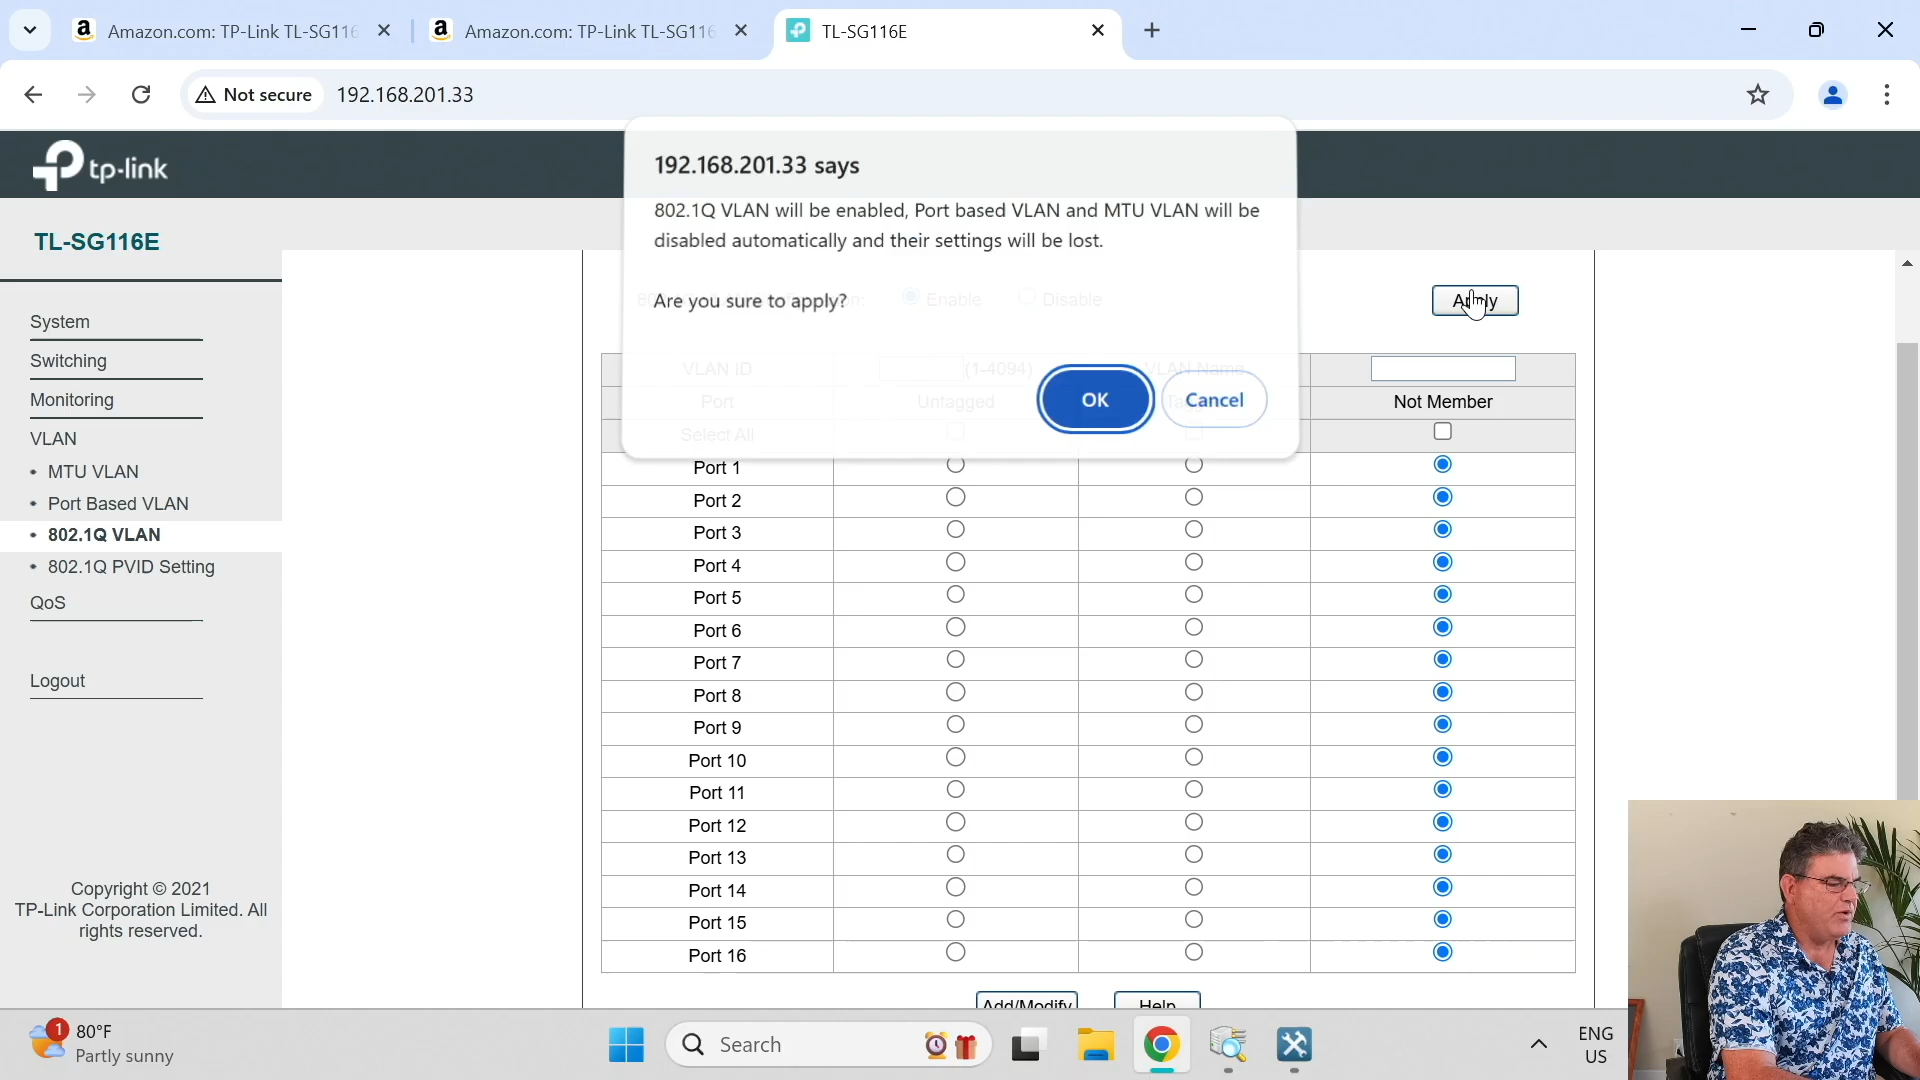 Amazon.com: TP-Link TL-SG116
Amazon.com: TP-Link TL-SG116
TL-SG116E
Not secure
192.168.201.33
tp-link
TL-SG116E
System
Switching
Monitoring
VLAN
• MTU VLAN
• Port Based VLAN
• 802.1Q VLAN
• 802.1Q PVID Setting
QoS
Logout
Copyright © 2021
TP-Link Corporation Limited. All
rights reserved.
192.168.201.33 says
802.1Q VLAN will be enabled, Port based VLAN and MTU VLAN will be
disabled automatically and their settings will be lost.
Are you sure to apply?
Enable Disable
Apply
VLAN ID (1-4094) VLAN Name
OK Cancel
Port Untagged Not Member
Select All
Port 1
Port 2
Port 3
Port 4
Port 5
Port 6
Port 7
Port 8
Port 9
Port 10
Port 11
Port 12
Port 13
Port 14
Port 15
Port 16
Add/Modify Help
1
80°F
Partly sunny
Search
ENG
US